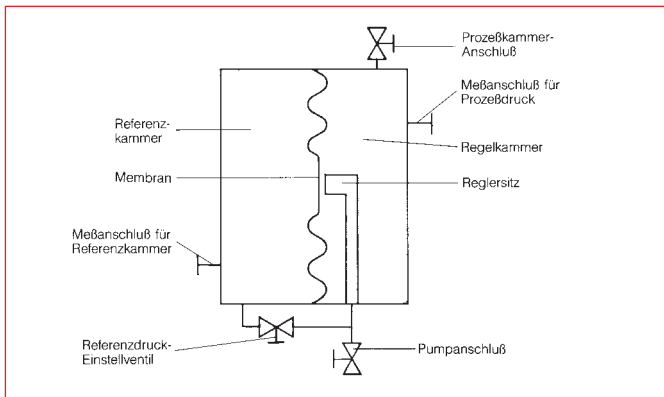 Prozeßkammer-
Anschluß
Meßanschluß für
Prozeßdruck
Referenz-
kammer
Regelkammer
Membran
Reglersitz
Meßanschluß für
Referenzkammer
Referenzdruck-
Einstellventil
Pumpanschluß